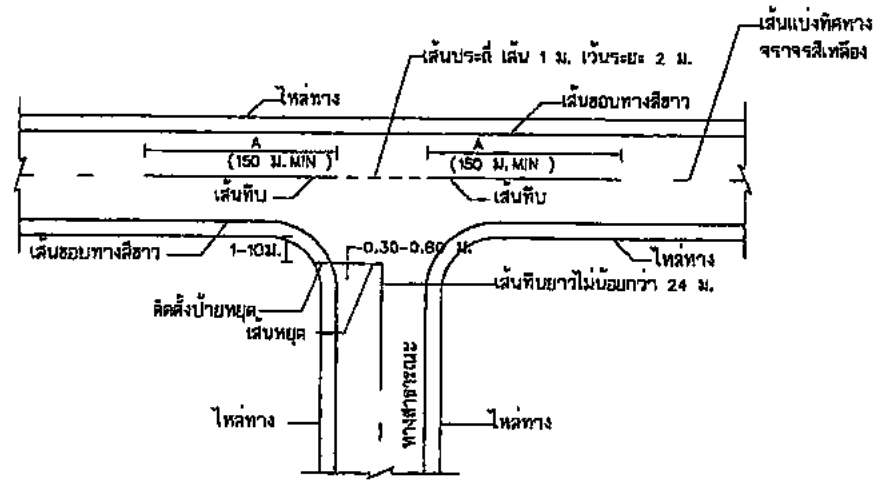 เส้นแบ่งทิศทาง
จราจรสีเหลือง
เส้นประถี่ เส้น 1 ม. เว้นระยะ 2 ม.
ไหล่ทาง
เส้นขอบทางสีขาว
A
(150 ม. MIN )
A
(150 ม. MIN )
เส้นทึบ
เส้นทึบ
เส้นขอบทางสีขาว
1-10ม.
0.30-0.60 ม.
ไหล่ทาง
เส้นทึบยาวไม่น้อยกว่า 24 ม.
ติดตั้งป้ายหยุด
เส้นหยุด
ทางสาธารณะ
ไหล่ทาง
ไหล่ทาง